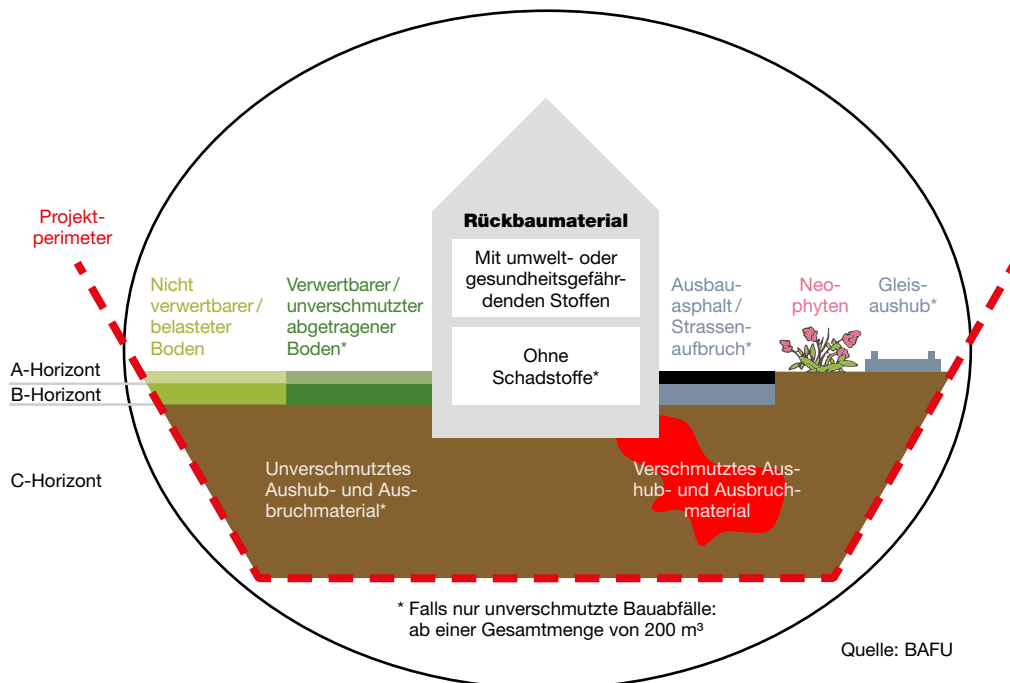 Projekt-
perimeter
Nicht
verwertbarer /
belasteter
Boden
Verwertbarer /
unverschmutzter
abgetragener
Boden*
Rückbaumaterial
Mit umwelt- oder
gesundheitsgefähr-
denden Stoffen
Ohne
Schadstoffe*
Ausbau-
asphalt /
Strassen-
aufbruch*
Neo-
phyten
Gleis-
aushub*
A-Horizont
B-Horizont
C-Horizont
Unverschmutztes
Aushub- und Aus-
bruchmaterial*
Verschmutztes Aus-
hub- und Ausbruch-
material
* Falls nur unverschmutzte Bauabfälle:
ab einer Gesamtmenge von 200 m³
Quelle: BAFU